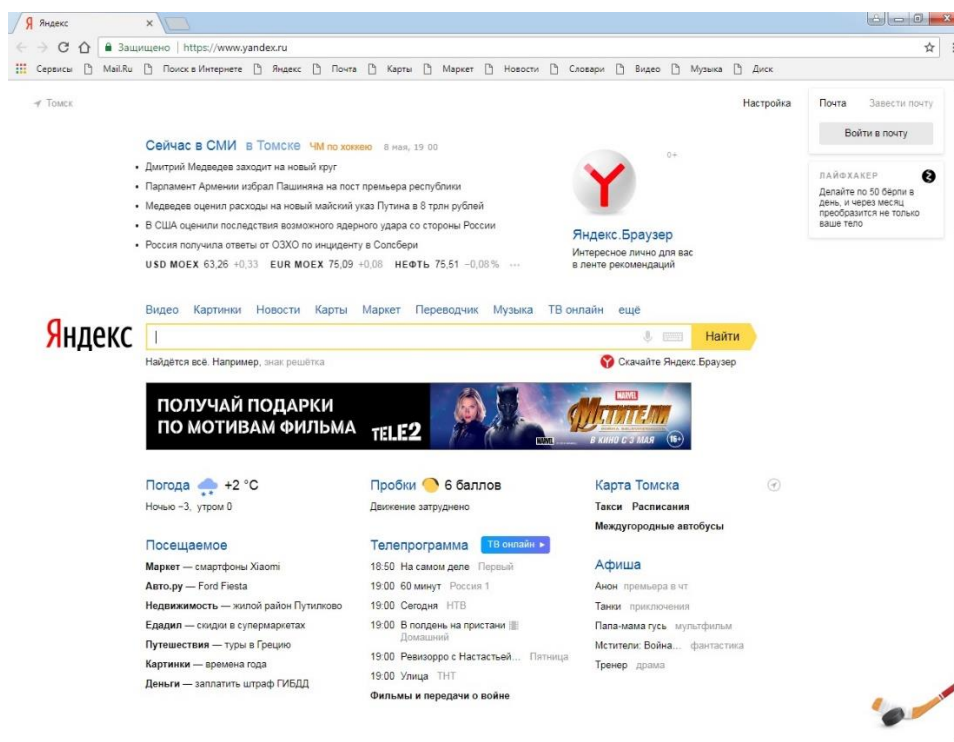 Яндекс
Защищено | https://www.yandex.ru
Сервисы Mail.Ru Поиск в Интернете Яндекс Почта Карты Маркет Новости Словари Видео Музыка Диск
Томск
Настройка
Почта Завести почту
Войти в почту
ЛАЙФХАКЕР
Делайте по 50 бёрпи в
день, и через месяц
преобразится не только
ваше тело
Сейчас в СМИ в Томске ЧМ по хоккею 8 мая, 19 00
Дмитрий Медведев заходит на новый круг
Парламент Армении избрал Пашиняна на пост премьера республики
Медведев оценил расходы на новый майский указ Путина в 8 трлн рублей
В США оценили последствия возможного ядерного удара со стороны России
Россия получила ответы от ОЗХО по инциденту в Солсбери
USD MOEX 63,26 +0,33 EUR MOEX 75,09 +0,08 НЕФТЬ 75,51 −0,08% ...
0+
Яндекс.Браузер
Интересное лично для вас
в ленте рекомендаций
Видео Картинки Новости Карты Маркет Переводчик Музыка ТВ онлайн ещё
Яндекс
Найти
Найдётся всё. Например, знак решётка
Скачайте Яндекс.Браузер
ПОЛУЧАЙ ПОДАРКИ
ПО МОТИВАМ ФИЛЬМА TELE2
MARVEL
MARVEL
МСТИТЕЛИ
В КИНО С 3 МАЯ 16+
Погода +2 °C
Ночью −3, утром 0
Пробки 6 баллов
Движение затруднено
Карта Томска
Такси Расписания
Междугородные автобусы
Посещаемое
Маркет — смартфоны Xiaomi
Авто.ру — Ford Fiesta
Недвижимость — жилой район Путилково
Едадил — скидки в супермаркетах
Путешествия — туры в Грецию
Картинки — времена года
Деньги — заплатить штраф ГИБДД
Телепрограмма ТВ онлайн
18:50 На самом деле Первый
19:00 60 минут Россия 1
19:00 Сегодня НТВ
19:00 В полдень на пристани
Домашний
19:00 Ревизорро с Настастьей... Пятница
19:00 Улица ТНТ
Фильмы и передачи о войне
Афиша
Анон премьера в чт
Танки приключения
Папа-мама гусь мультфильм
Мстители: Война... фантастика
Тренер драма